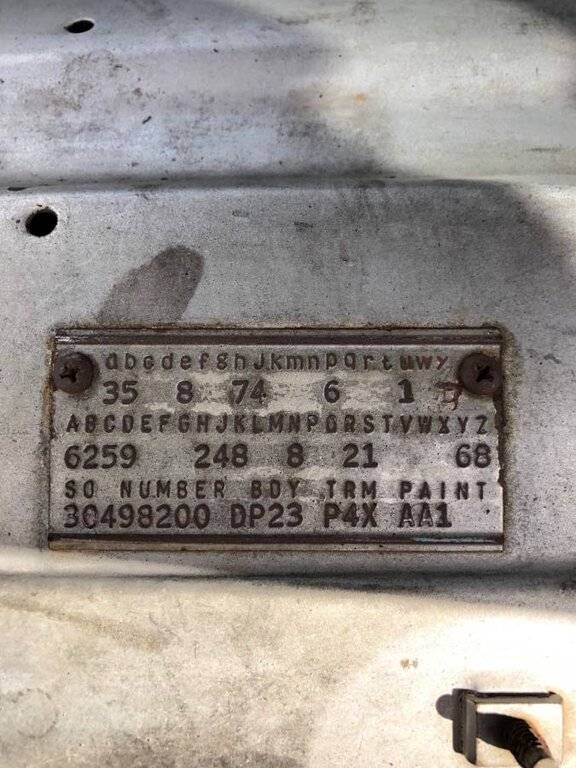 abcdefghJkmnpqrtuwy
35 8 74 6 1 B
ABCDEFGHJKLMNPQRSTVWXYZ
6259 248 8 21 68
SO NUMBER BDY TRM PAINT
30498200 DP23 P4X AA1